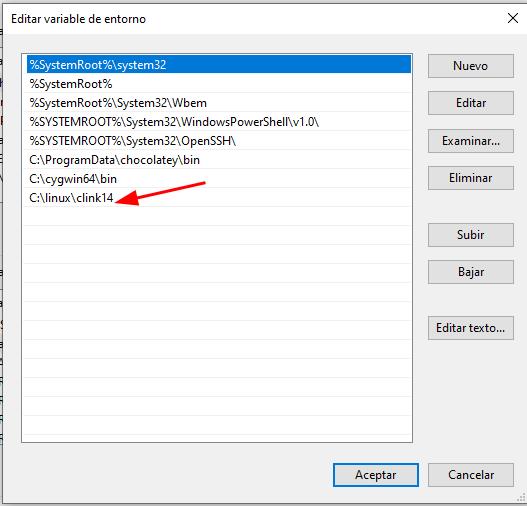 Editar variable de entorno
%SystemRoot%\system32
%SystemRoot%
%SystemRoot%\System32\Wbem
%SYSTEMROOT%\System32\WindowsPowerShell\v1.0\
%SYSTEMROOT%\System32\OpenSSH\
C:\ProgramData\chocolatey\bin
C:\cygwin64\bin
C:\linux\clink14
Nuevo
Editar
Examinar...
Eliminar
Subir
Bajar
Editar texto...
Aceptar
Cancelar